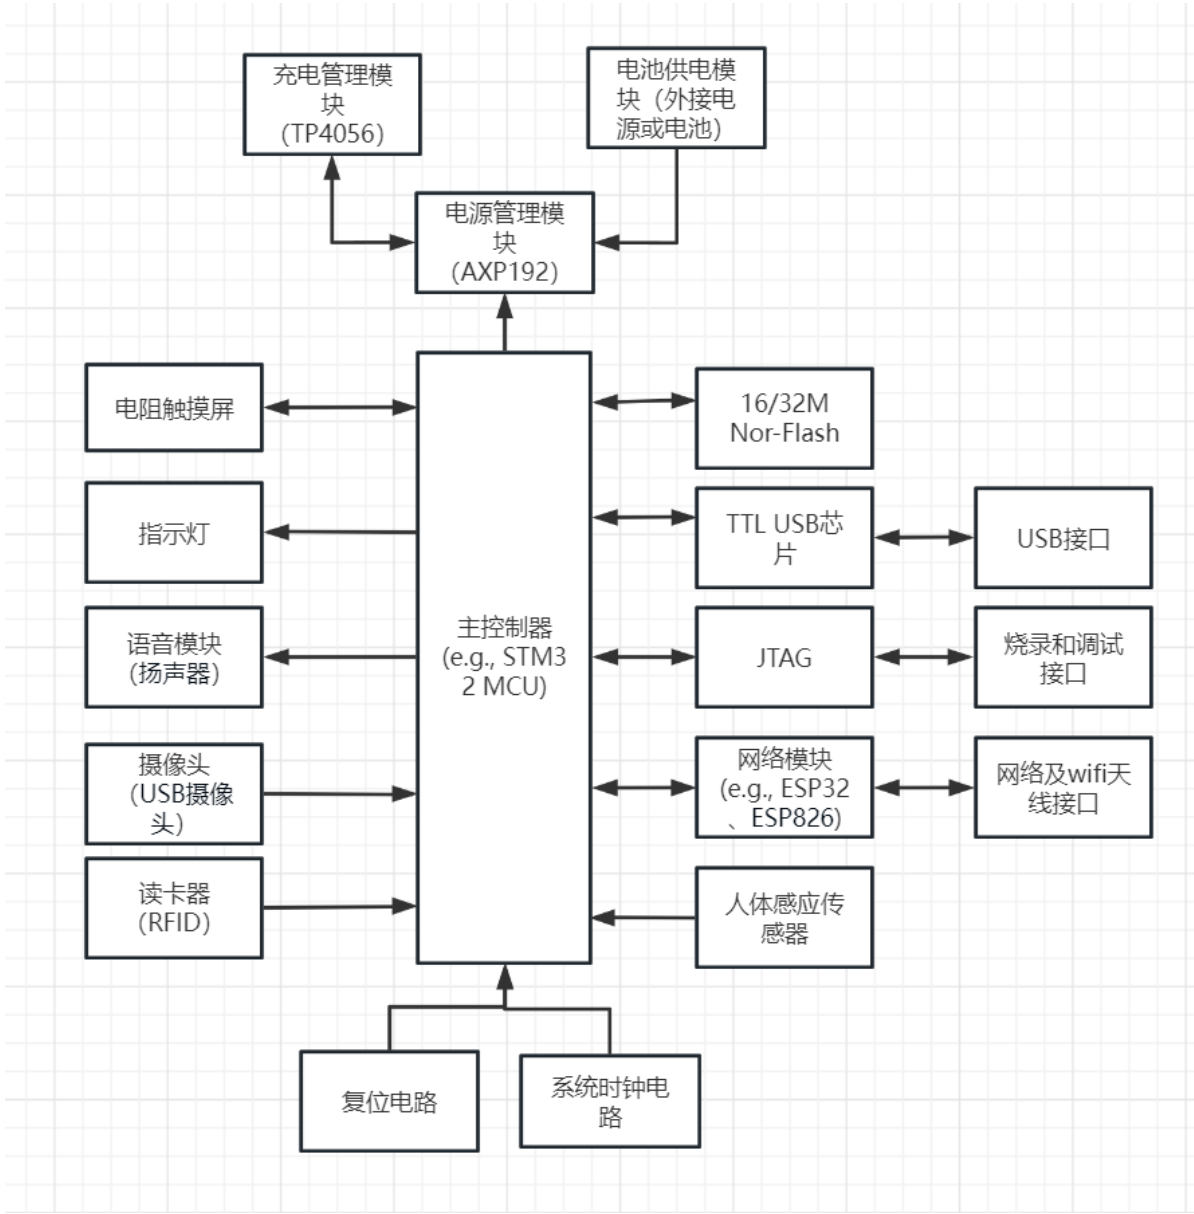 充电管理模
块
（TP4056）
电池供电模
块（外接电
源或电池）
电源管理模
块
（AXP192）
电阻触摸屏
16/32M
Nor-Flash
指示灯
TTL USB芯
片
USB接口
语音模块
（扬声器）
主控制器
(e.g., STM3
2 MCU)
JTAG
烧录和调试
接口
摄像头
（USB摄像
头）
网络模块
(e.g., ESP32
、ESP826)
网络及wifi天
线接口
读卡器
（RFID）
人体感应传
感器
复位电路
系统时钟电
路